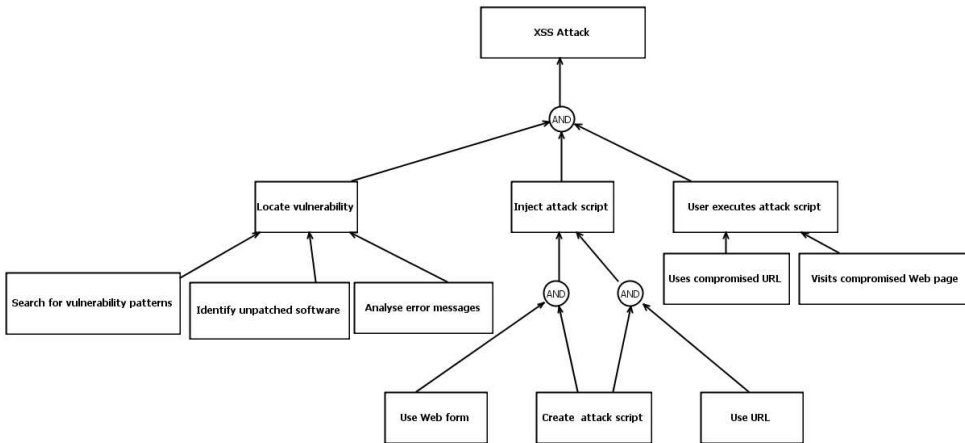 XSS Attack
AND
Locate vulnerability
Inject attack script
User executes attack script
Search for vulnerability patterns
Identify unpatched software
Analyse error messages
AND
AND
Uses compromised URL
Visits compromised Web page
Use Web form
Create attack script
Use URL